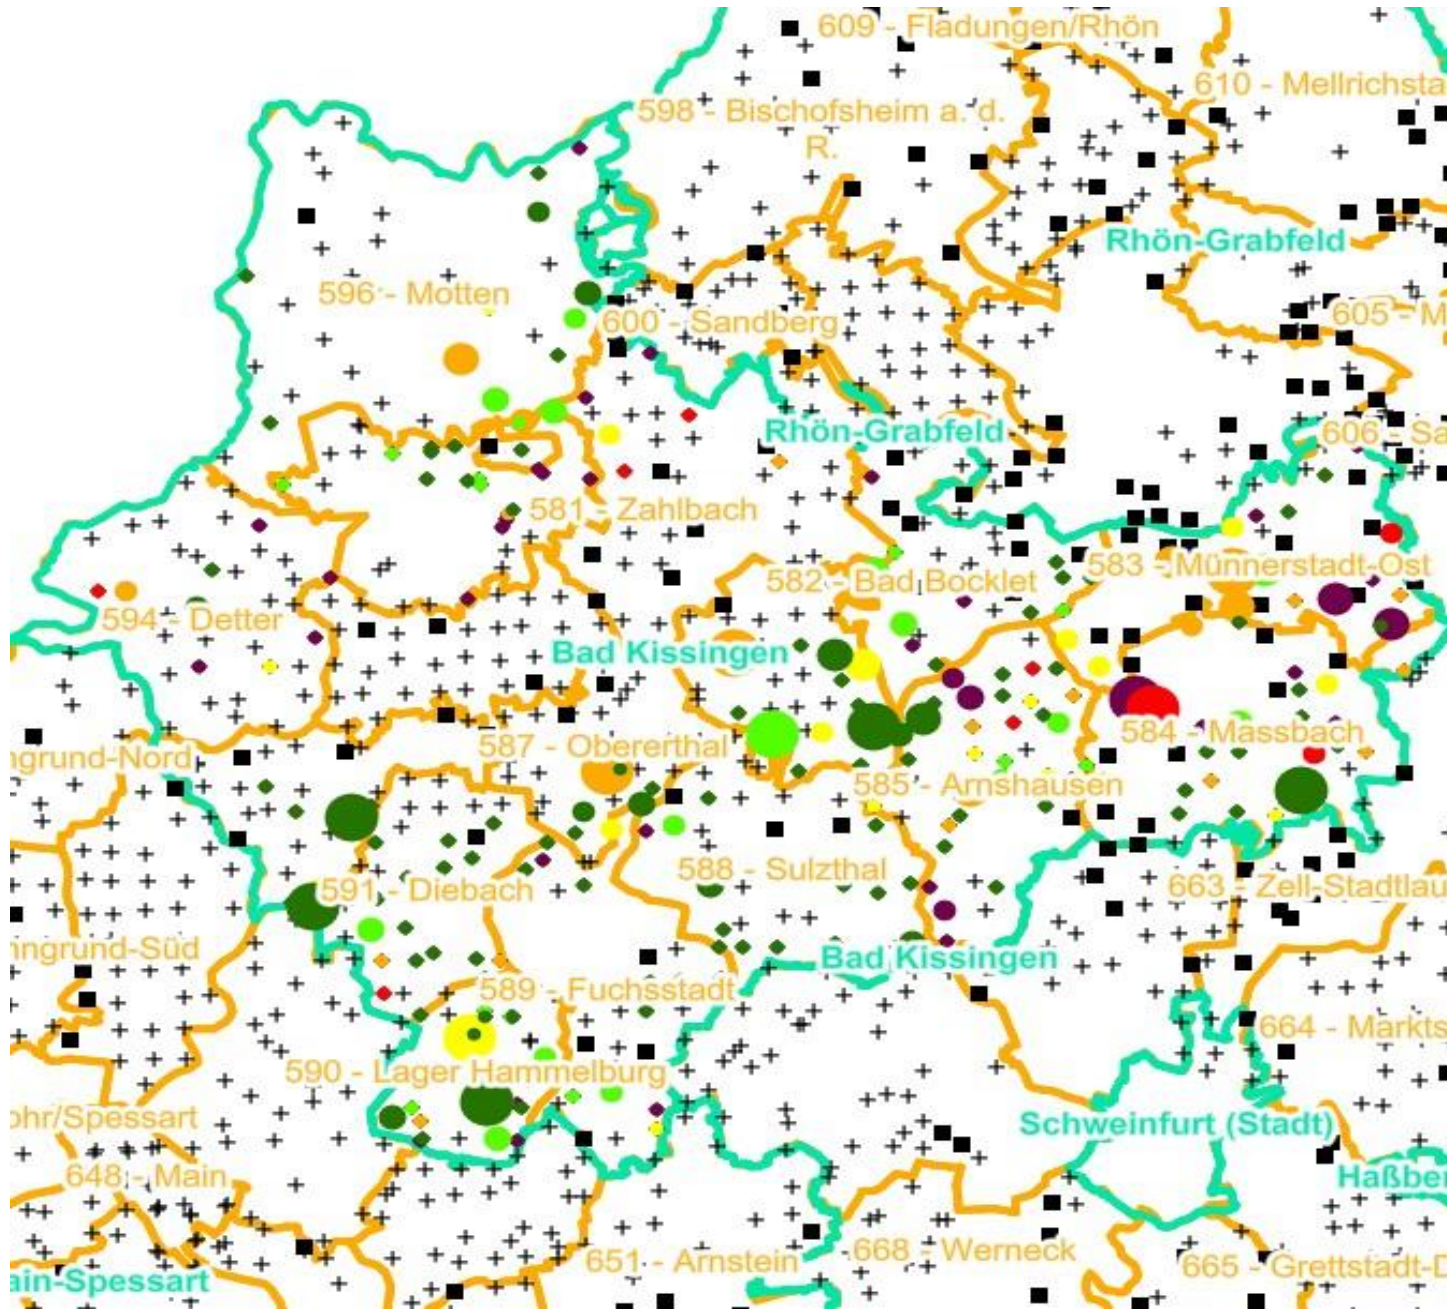 609 - Fladungen/Rhön
610 - Mellrichsta
598 - Bischofsheim a. d.
R.
Rhön-Grabfeld
596 - Motten
605 - M
600 - Sandberg
Rhön-Grabfeld
606 - Sa
581 - Zahlbach
583 - Münnerstadt-Ost
582 - Bad Bocklet
594 - Detter
Bad Kissingen
584 - Massbach
587 - Obererthal
ngrund-Nord
585 - Arnshausen
588 - Sulzthal
591 - Diebach
663 - Zell-Stadtlau
nngrund-Süd
Bad Kissingen
589 - Fuchsstadt
664 - Markts
590 - Lager Hammelburg
ohr/Spessart
Schweinfurt (Stadt)
648 - Main
Haßber
668 - Werneck
651 - Arnstein
665 - Grettstadt-D
ain-Spessart